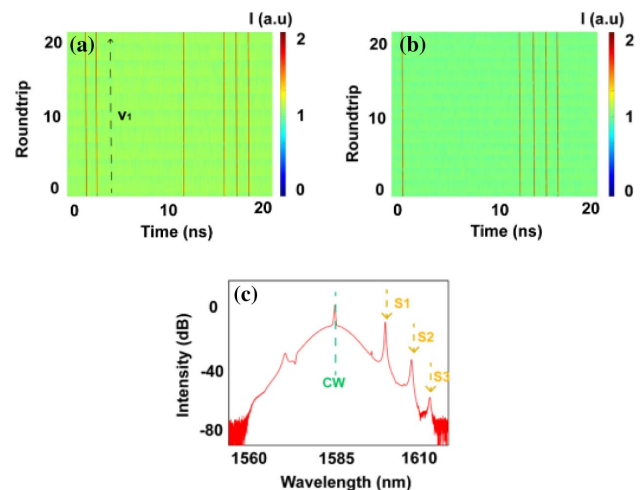 I (a.u)
I (a.u)
(a)
(b)
20
10
0
Roundtrip
v₁
2
1
0
0
10
20
Time (ns)
20
10
0
Roundtrip
2
1
0
0
10
20
Time (ns)
(c)
0
-40
-80
Intensity (dB)
S1
S2
S3
CW
1560
1585
1610
Wavelength (nm)